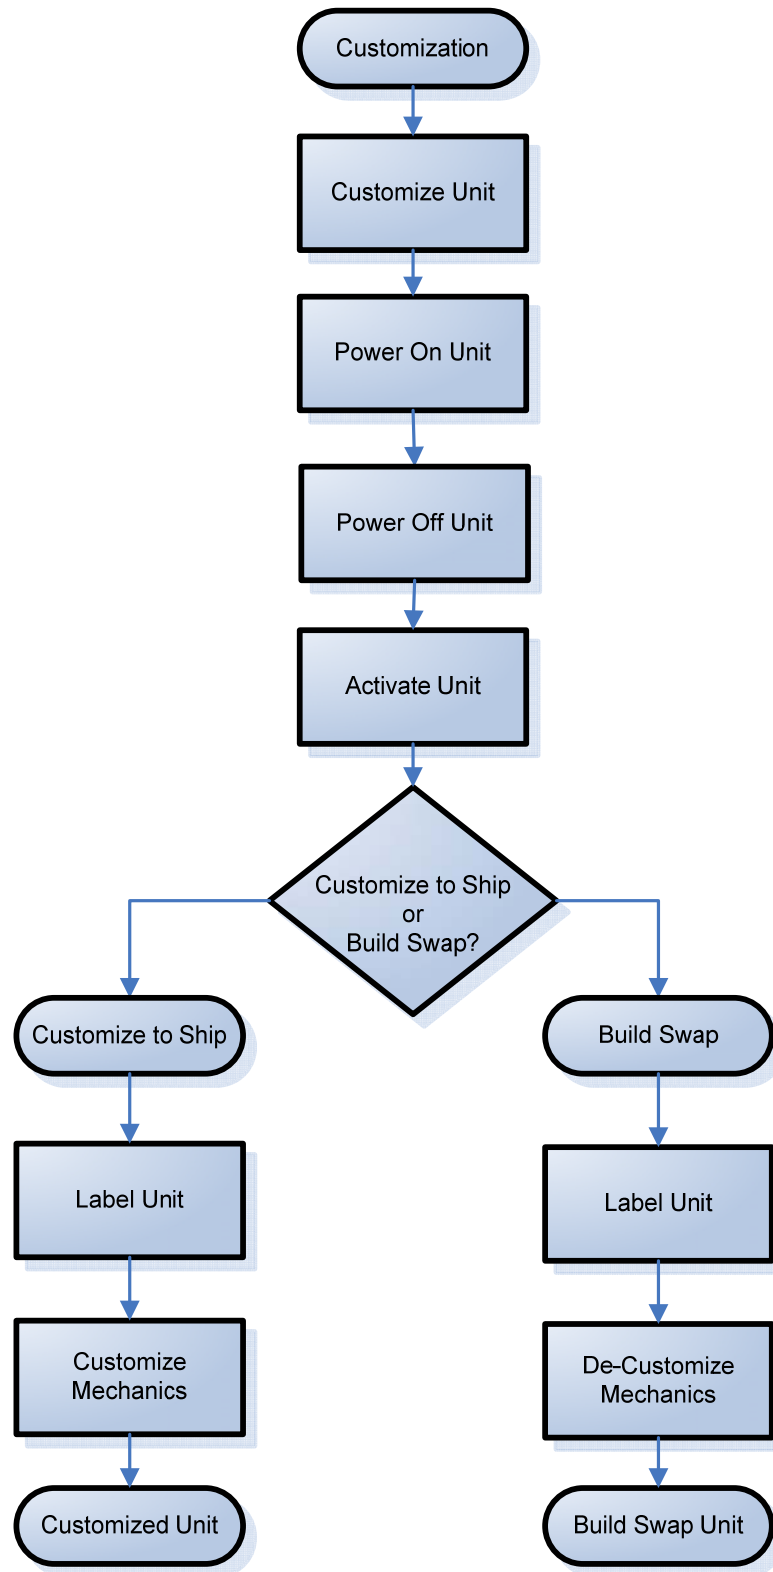 Customization
Customize Unit
Power On Unit
Power Off Unit
Activate Unit
Customize to Ship
or
Build Swap?
Customize to Ship
Build Swap
Label Unit
Label Unit
Customize
Mechanics
De-Customize
Mechanics
Customized Unit
Build Swap Unit